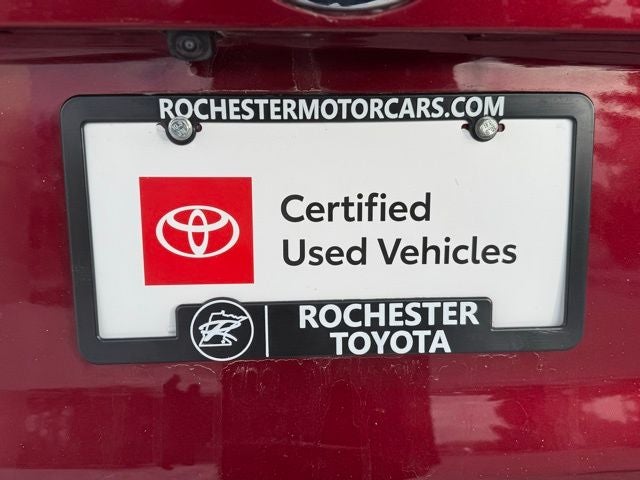 ROCHESTERMOTORCARS.COM
Certified
Used Vehicles
ROCHESTER
TOYOTA